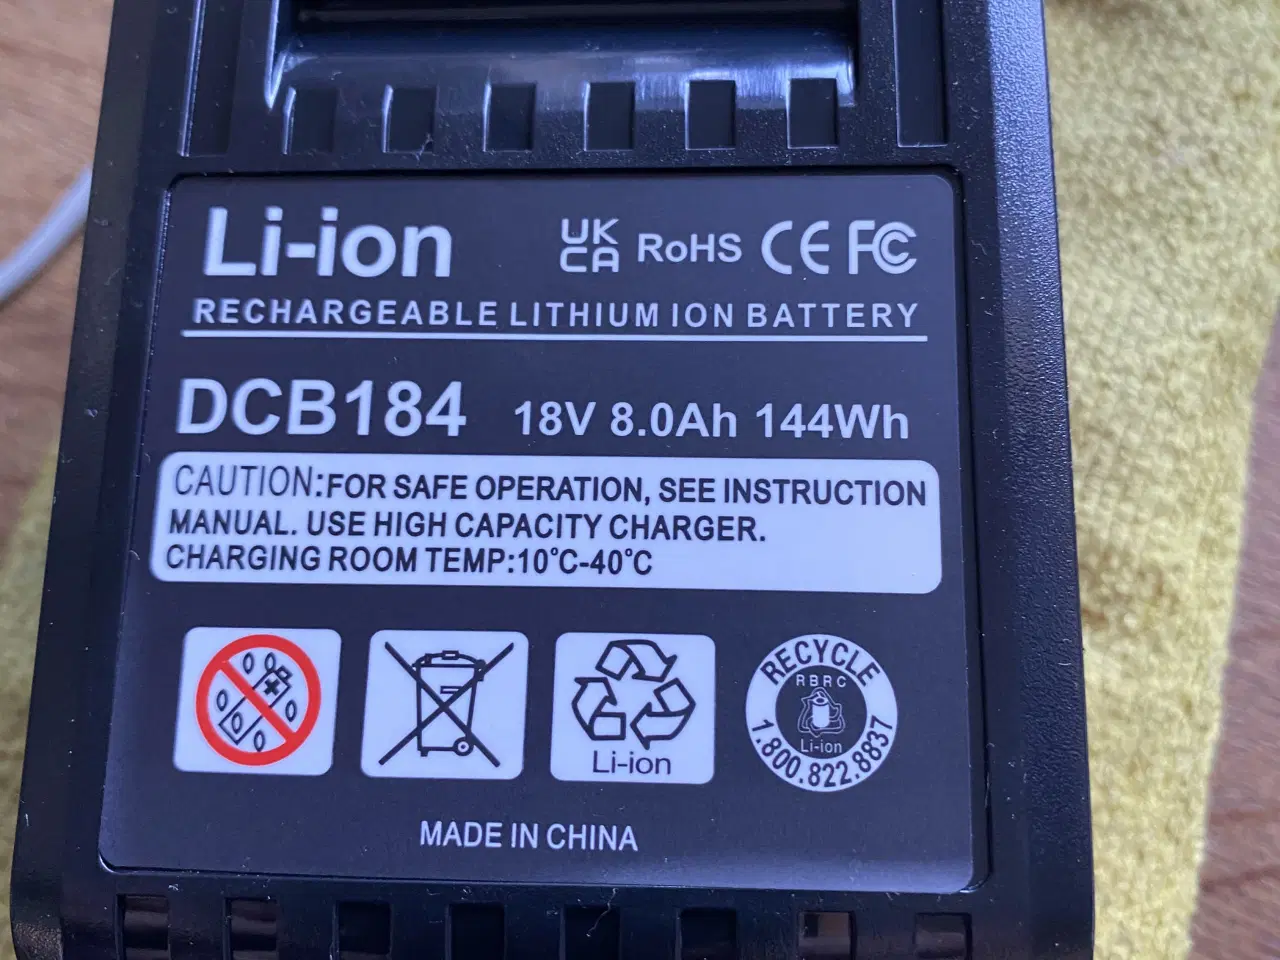 Li-ion
UK
CA RoHS CE FC
RECHARGEABLE LITHIUM ION BATTERY
DCB184 18V 8.0Ah 144Wh
CAUTION:FOR SAFE OPERATION, SEE INSTRUCTION
MANUAL. USE HIGH CAPACITY CHARGER.
CHARGING ROOM TEMP:10°C-40°C
Li-ion
RECYCLE
RBRC
Li-ion
1.800.822.8837
MADE IN CHINA